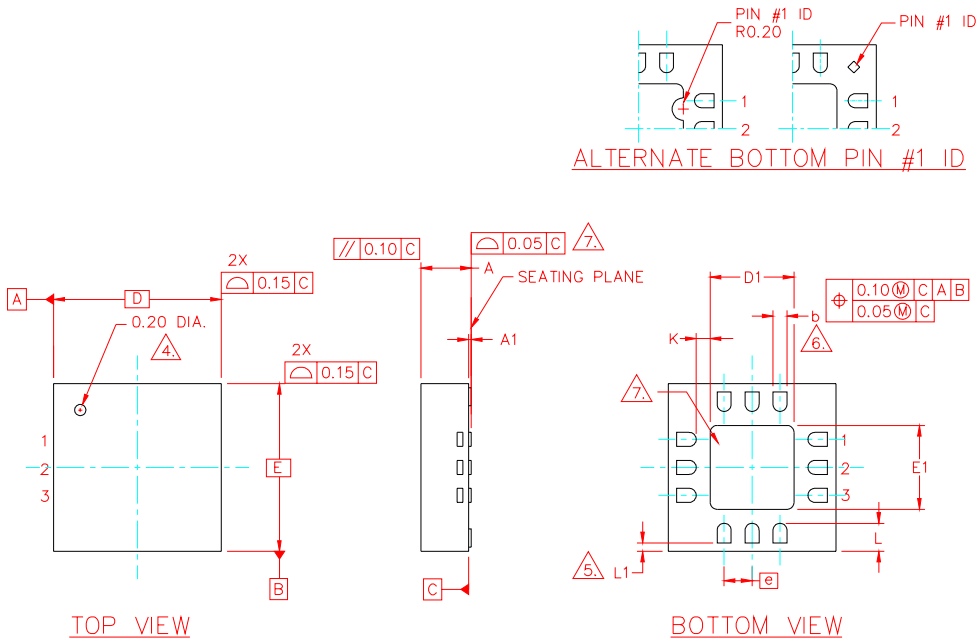 PIN #1 ID
R0.20
PIN #1 ID
1
2
1
2
ALTERNATE BOTTOM PIN #1 ID
2X
⌓ 0.15 C
A
D
0.20 DIA.
4.
2X
⌓ 0.15 C
1
2
3
E
B
TOP VIEW
// 0.10 C
⌓ 0.05 C
7.
A
SEATING PLANE
A1
C
D1
⌖ 0.10 Ⓜ C A B
0.05 Ⓜ C
b
6.
K
7.
1
2
3
E1
L
5.
L1
e
BOTTOM VIEW